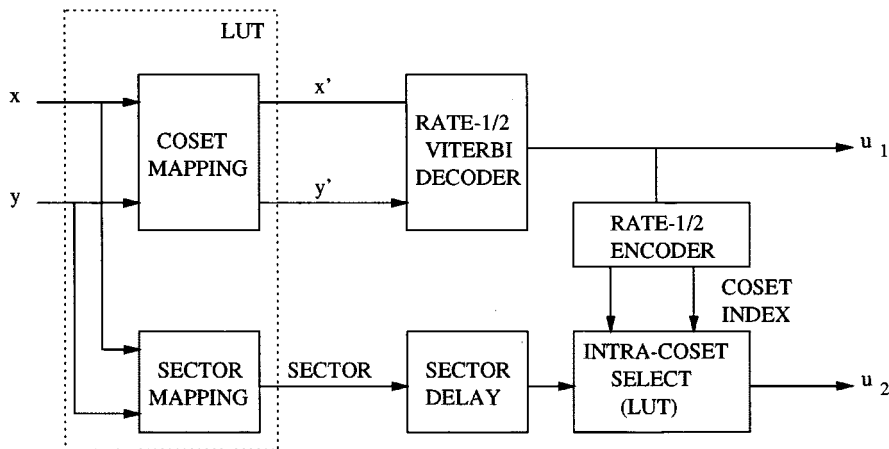 LUT
x
x'
COSET
MAPPING
RATE-1/2
VITERBI
DECODER
u 1
y
y'
RATE-1/2
ENCODER
COSET
INDEX
SECTOR
MAPPING
SECTOR
SECTOR
DELAY
INTRA-COSET
SELECT
(LUT)
u 2